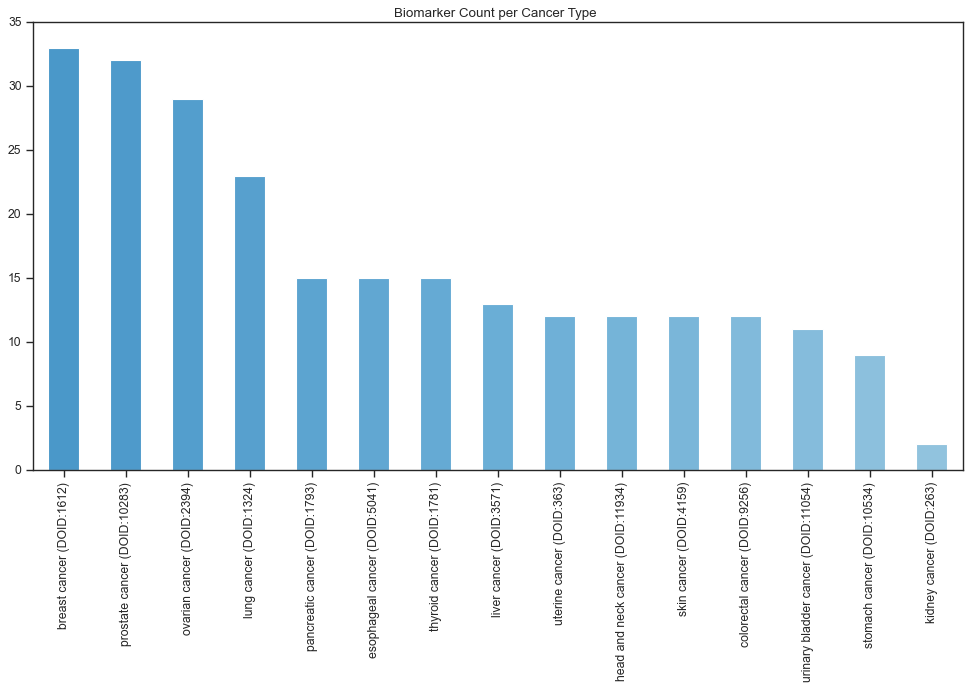 Biomarker Count per Cancer Type
35
30
25
20
15
10
5
0
breast cancer (DOID:1612)
prostate cancer (DOID:10283)
ovarian cancer (DOID:2394)
lung cancer (DOID:1324)
pancreatic cancer (DOID:1793)
esophageal cancer (DOID:5041)
thyroid cancer (DOID:1781)
liver cancer (DOID:3571)
uterine cancer (DOID:363)
head and neck cancer (DOID:11934)
skin cancer (DOID:4159)
colorectal cancer (DOID:9256)
urinary bladder cancer (DOID:11054)
stomach cancer (DOID:10534)
kidney cancer (DOID:263)